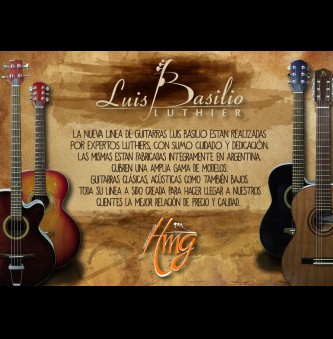 Luis Basilio
LUTHIER
LA NUEVA LINEA DE GUITARRAS LUIS BASILIO ESTAN REALIZADAS
POR EXPERTOS LUTHERS, CON SUMO CUIDADO Y DEDICACIÓN.
LAS MISMAS ESTAN FABRICADAS INTEGRAMENTE EN ARGENTINA.
CUBREN UNA AMPLIA GAMA DE MODELOS:
GUITARRAS CLÁSICAS, ACÚSTICAS COMO TAMBIÉN BAJOS.
TODA SU LINEA A SIDO CREADA PARA HACER LLEGAR A NUESTROS
CLIENTES LA MEJOR RELACIÓN DE PRECIO Y CALIDAD.
Hmg